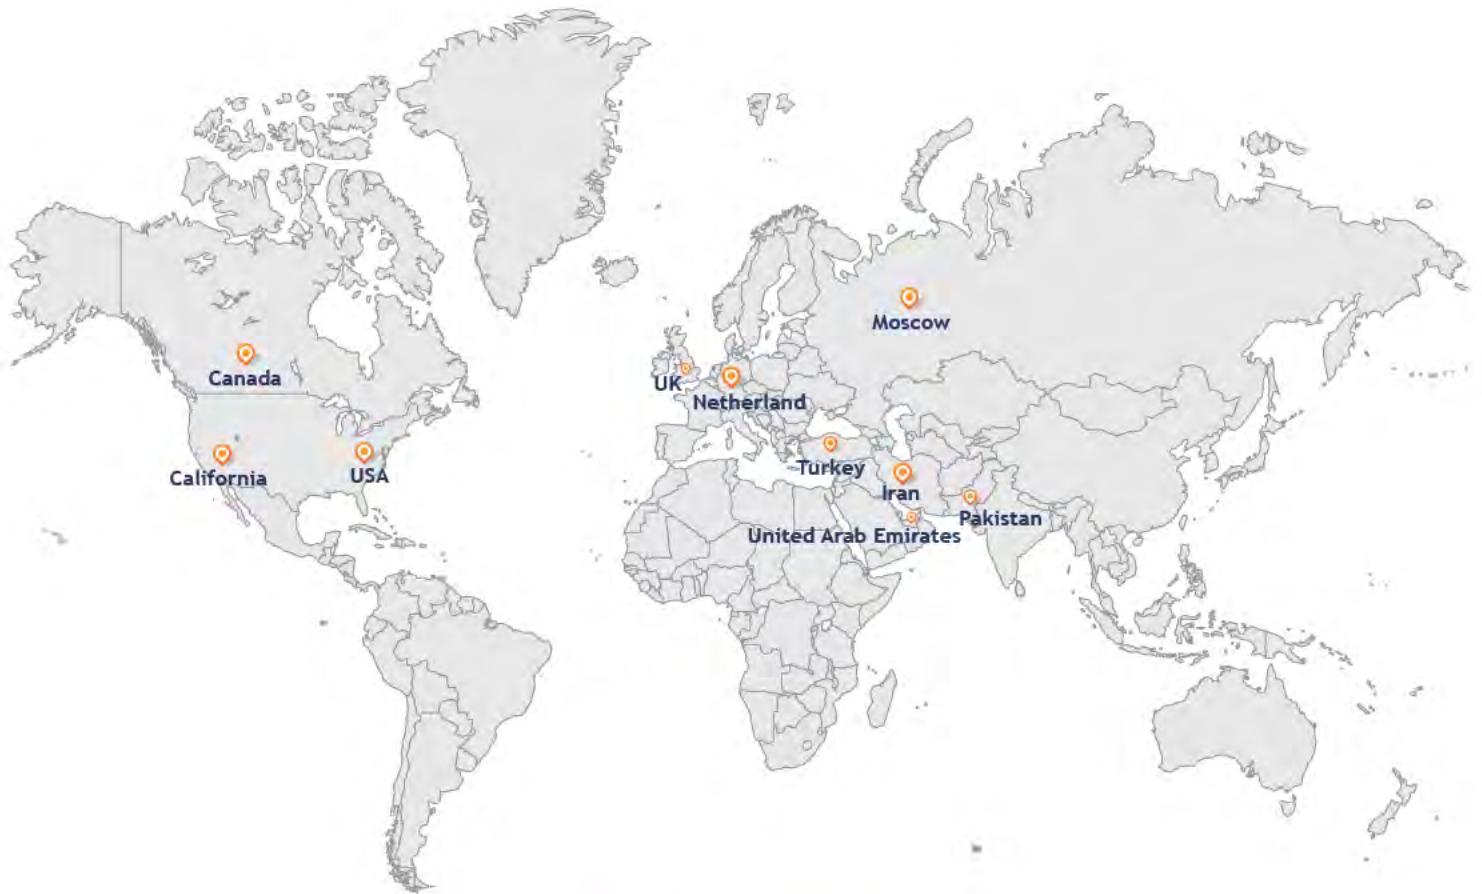 Moscow
Canada
UK
Netherland
California
USA
Turkey
Iran
Pakistan
United Arab Emirates